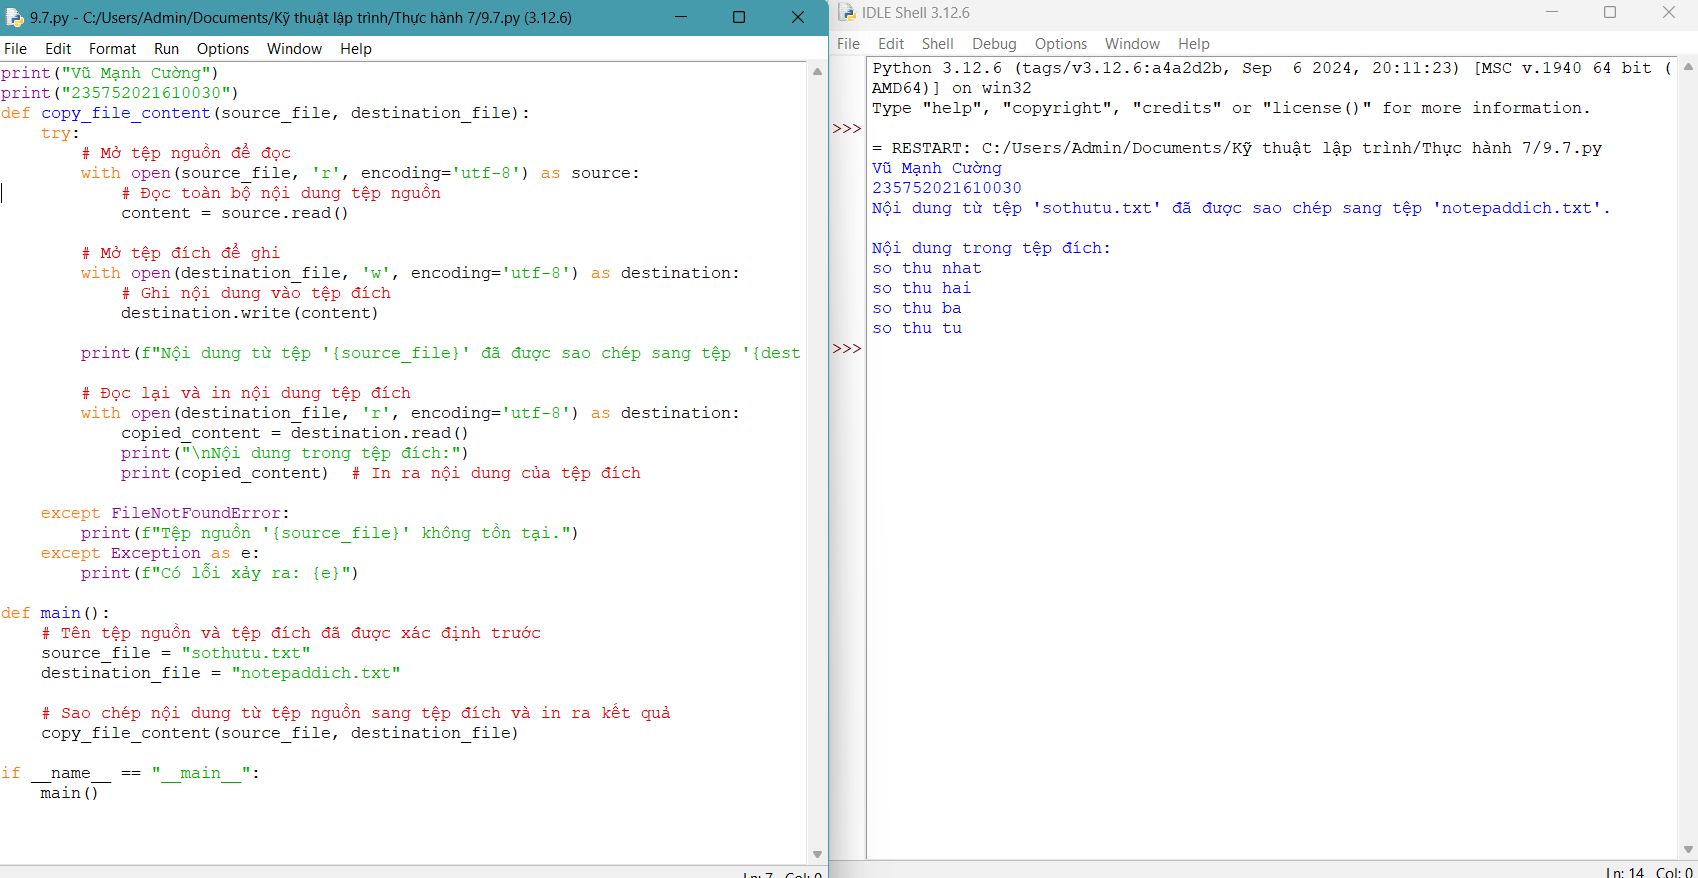 9.7.py - C:/Users/Admin/Documents/Kỹ thuật lập trình/Thực hành 7/9.7.py (3.12.6)
File Edit Format Run Options Window Help
print("Vũ Mạnh Cường")
print("235752021610030")
def copy_file_content(source_file, destination_file):
    try:
        # Mở tệp nguồn để đọc
        with open(source_file, 'r', encoding='utf-8') as source:
            # Đọc toàn bộ nội dung tệp nguồn
            content = source.read()

        # Mở tệp đích để ghi
        with open(destination_file, 'w', encoding='utf-8') as destination:
            # Ghi nội dung vào tệp đích
            destination.write(content)

        print(f"Nội dung từ tệp '{source_file}' đã được sao chép sang tệp '{dest

        # Đọc lại và in nội dung tệp đích
        with open(destination_file, 'r', encoding='utf-8') as destination:
            copied_content = destination.read()
            print("\nNội dung trong tệp đích:")
            print(copied_content)  # In ra nội dung của tệp đích

    except FileNotFoundError:
        print(f"Tệp nguồn '{source_file}' không tồn tại.")
    except Exception as e:
        print(f"Có lỗi xảy ra: {e}")

def main():
    # Tên tệp nguồn và tệp đích đã được xác định trước
    source_file = "sothutu.txt"
    destination_file = "notepaddich.txt"

    # Sao chép nội dung từ tệp nguồn sang tệp đích và in ra kết quả
    copy_file_content(source_file, destination_file)

if __name__ == "__main__":
    main()
Ln: 7 Col: 0
IDLE Shell 3.12.6
File Edit Shell Debug Options Window Help
Python 3.12.6 (tags/v3.12.6:a4a2d2b, Sep  6 2024, 20:11:23) [MSC v.1940 64 bit (
AMD64)] on win32
Type "help", "copyright", "credits" or "license()" for more information.
>>>
= RESTART: C:/Users/Admin/Documents/Kỹ thuật lập trình/Thực hành 7/9.7.py
Vũ Mạnh Cường
235752021610030
Nội dung từ tệp 'sothutu.txt' đã được sao chép sang tệp 'notepaddich.txt'.

Nội dung trong tệp đích:
so thu nhat
so thu hai
so thu ba
so thu tu
>>>
Ln: 14 Col: 0